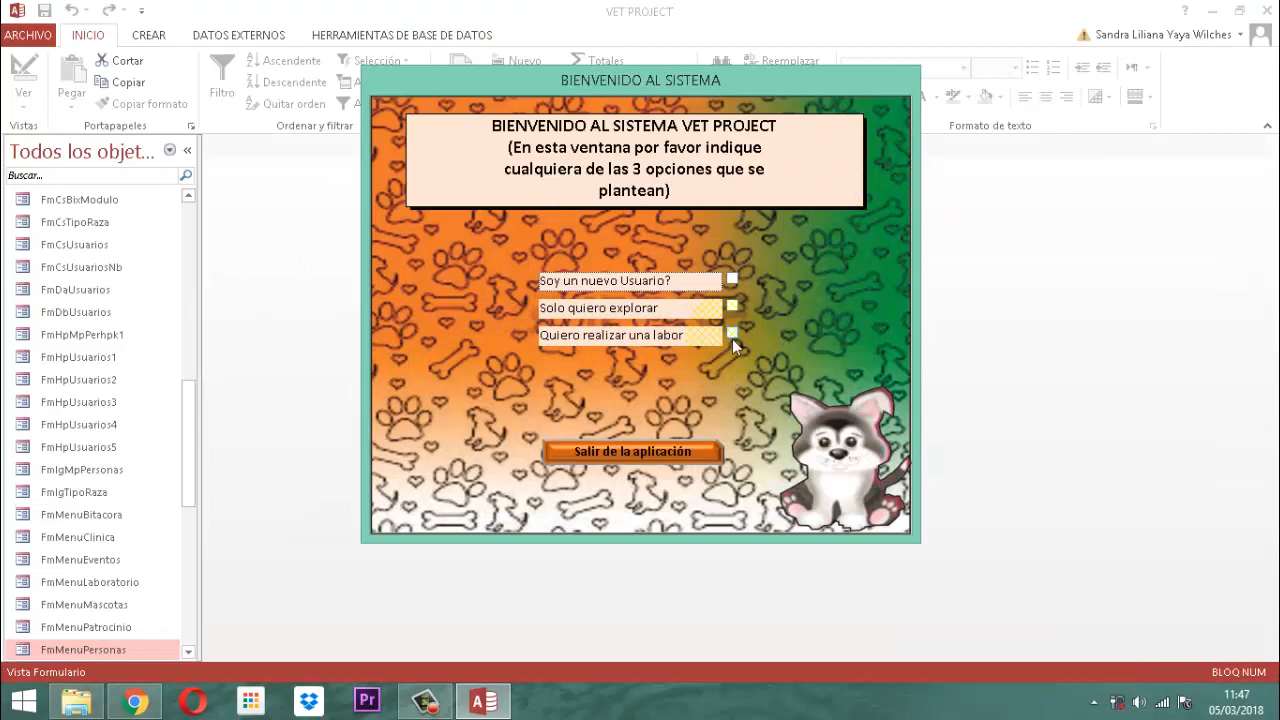 VET PROJECT
ARCHIVO INICIO CREAR DATOS EXTERNOS HERRAMIENTAS DE BASE DE DATOS Sandra Liliana Yaya Wilches
Ver
Vistas
Pegar
Cortar
Copiar
Copiar formato
Portapapeles
Filtro
Ascendente
Descendente
Quitar
Selección
Ordenar y filtrar
Nuevo
Totales
Reemplazar
Formato de texto
Todos los objet...
Buscar...
FmCsBixModulo
FmCsTipoRaza
FmCsUsuarios
FmCsUsuariosNb
FmDaUsuarios
FmDbUsuarios
FmHpMpPerhpk1
FmHpUsuarios1
FmHpUsuarios2
FmHpUsuarios3
FmHpUsuarios4
FmHpUsuarios5
FmIgMpPersonas
FmIgTipoRaza
FmMenuBitacora
FmMenuClinica
FmMenuEventos
FmMenuLaboratorio
FmMenuMascotas
FmMenuPatrocinio
FmMenuPersonas
BIENVENIDO AL SISTEMA
BIENVENIDO AL SISTEMA VET PROJECT
(En esta ventana por favor indique
cualquiera de las 3 opciones que se
plantean)
Soy un nuevo Usuario?
Solo quiero explorar
Quiero realizar una labor
Salir de la aplicación
Vista Formulario
BLOQ NUM
Pr
11:47
05/03/2018